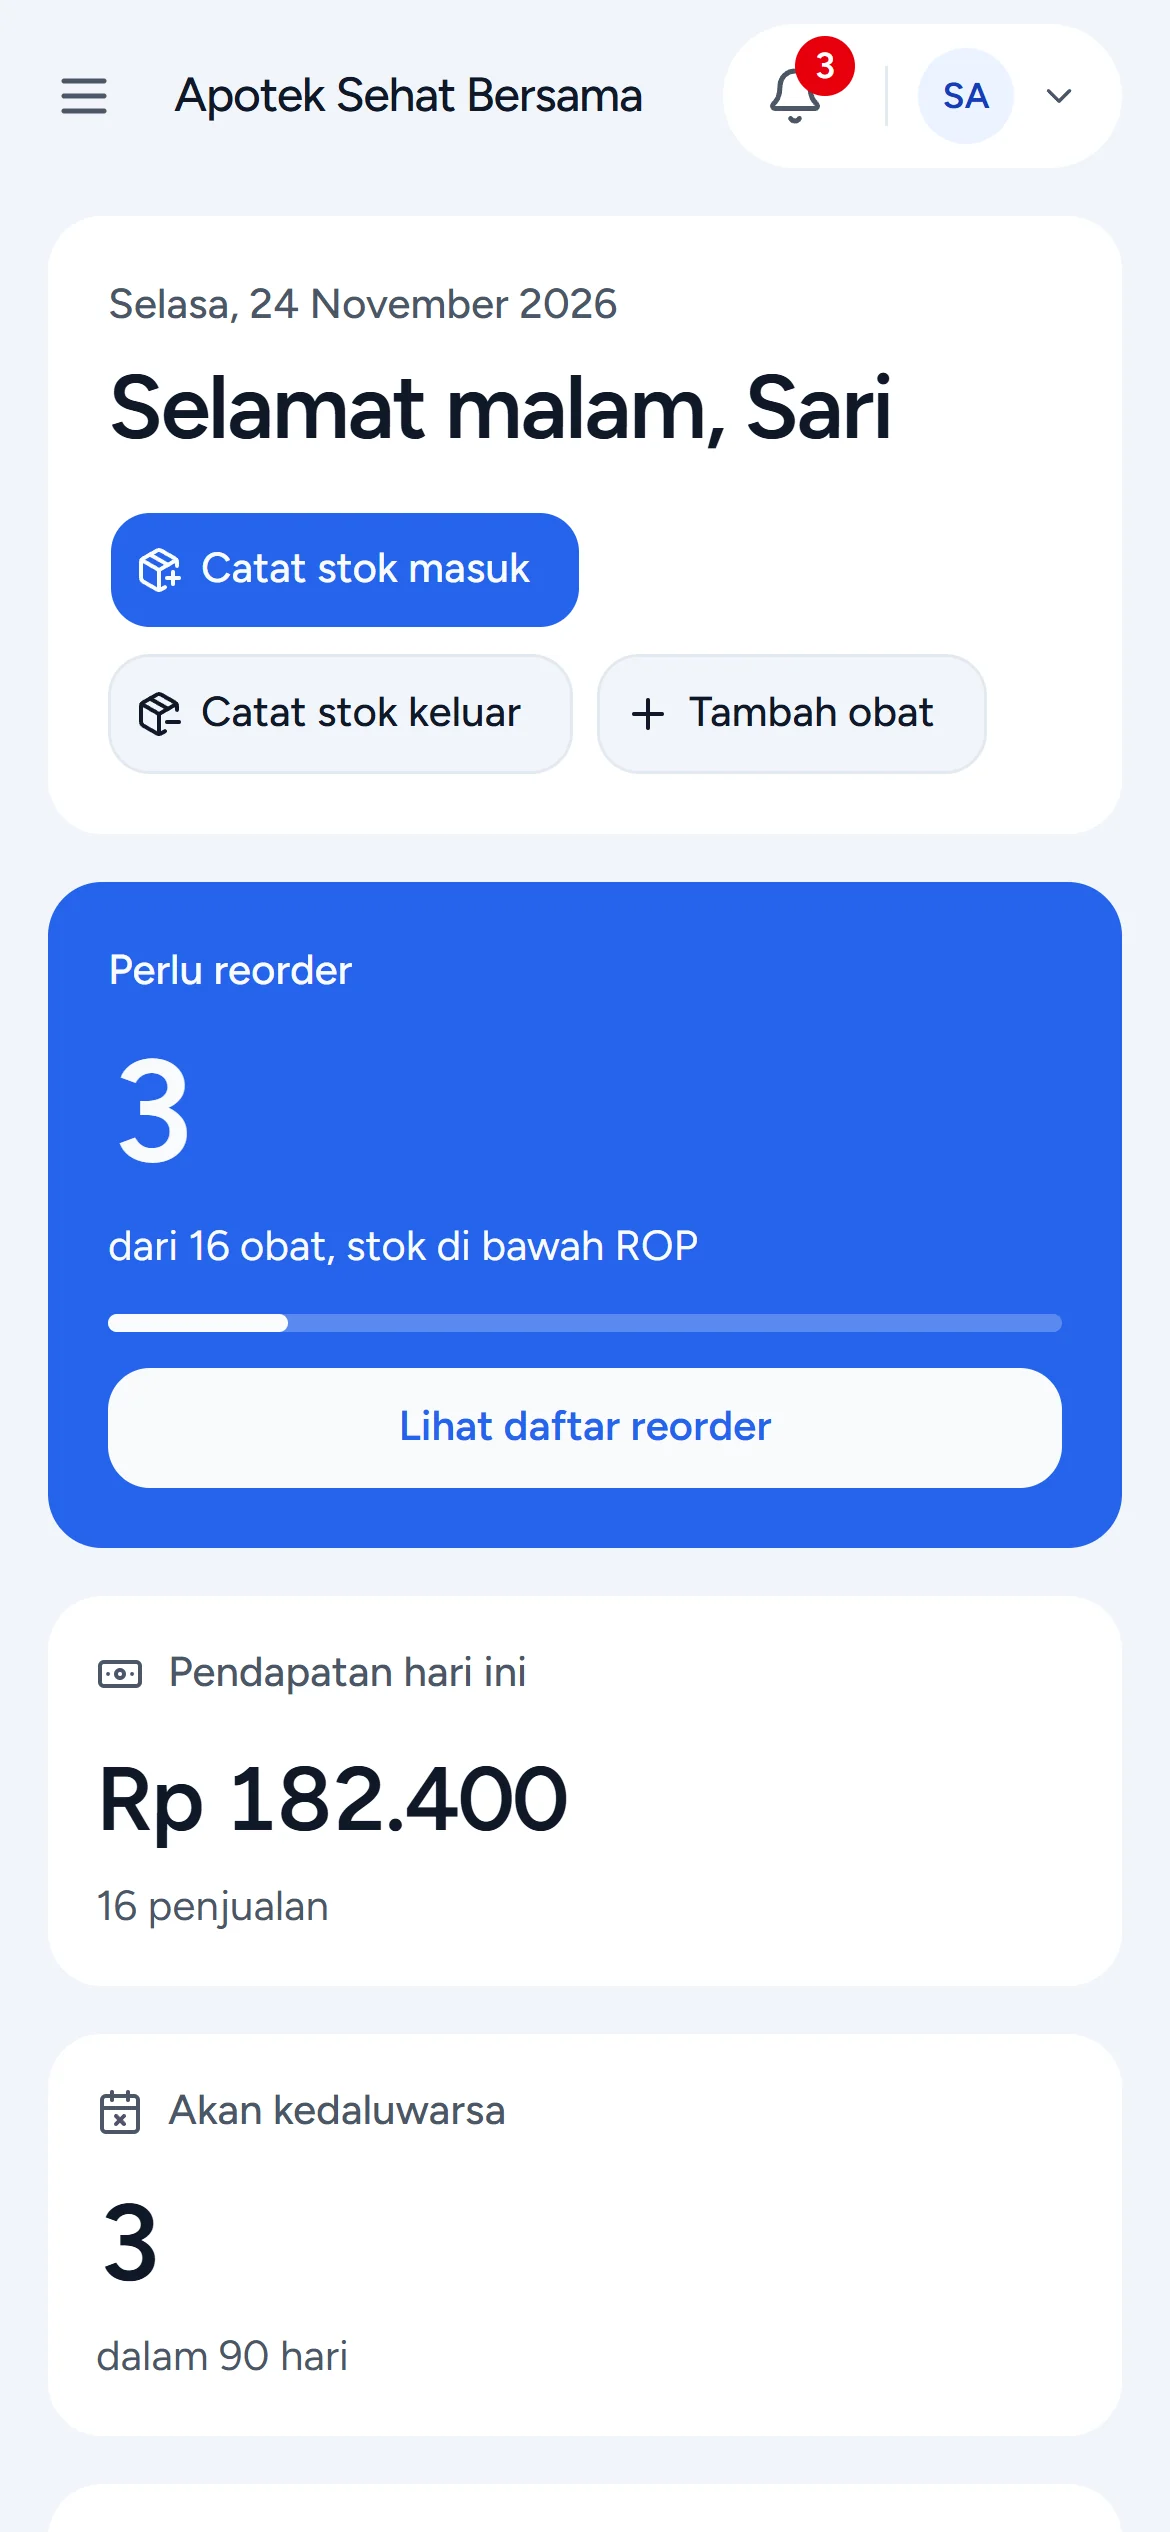 Apotek Sehat Bersama
3
SA
Selasa, 24 November 2026
Selamat malam, Sari
Catat stok masuk
Catat stok keluar
Tambah obat
Perlu reorder
3
dari 16 obat, stok di bawah ROP
Lihat daftar reorder
Pendapatan hari ini
Rp 182.400
16 penjualan
Akan kedaluwarsa
3
dalam 90 hari